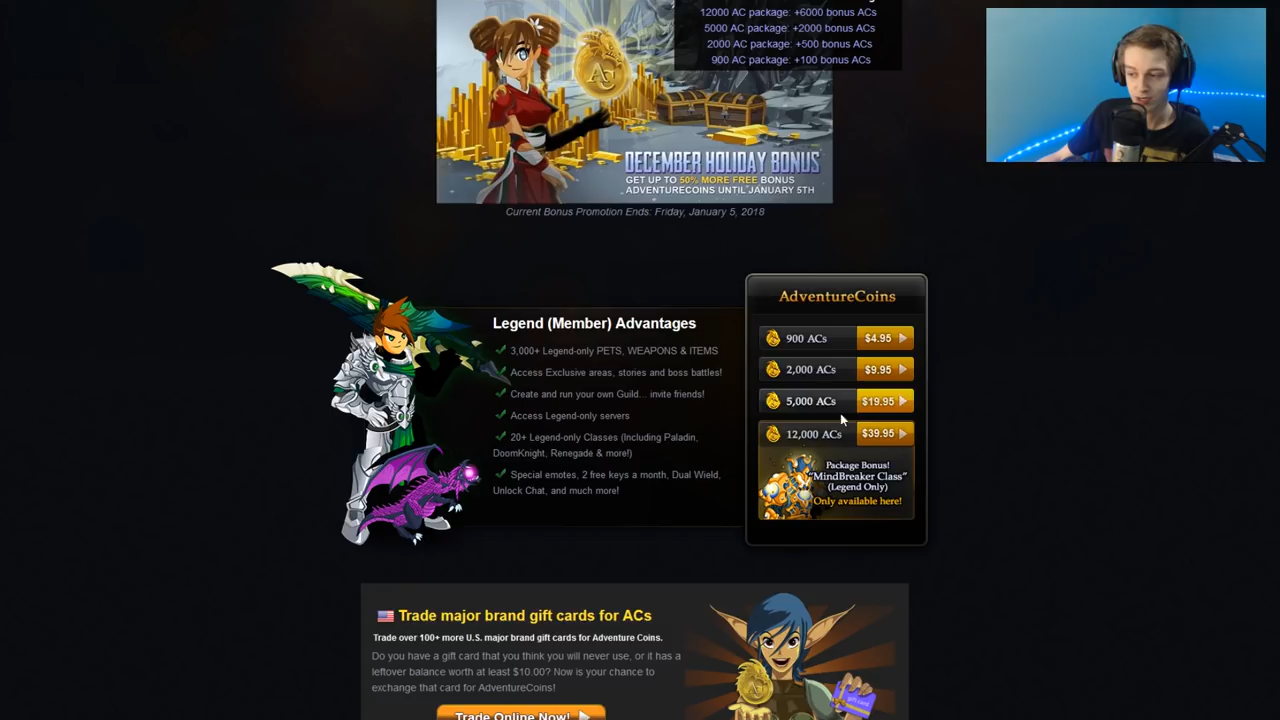 12000 AC package: +6000 bonus ACs
5000 AC package: +2000 bonus ACs
2000 AC package: +500 bonus ACs
900 AC package: +100 bonus ACs
AC
DECEMBER HOLIDAY BONUS
GET UP TO 50% MORE FREE BONUS
ADVENTURECOINS UNTIL JANUARY 5TH
Current Bonus Promotion Ends: Friday, January 5, 2018
Legend (Member) Advantages
3,000+ Legend-only PETS, WEAPONS & ITEMS
Access Exclusive areas, stories and boss battles!
Create and run your own Guild... invite friends!
Access Legend-only servers
20+ Legend-only Classes (Including Paladin,
DoomKnight, Renegade & more!)
Special emotes, 2 free keys a month, Dual Wield,
Unlock Chat, and much more!
AdventureCoins
900 ACs $4.95
2,000 ACs $9.95
5,000 ACs $19.95
12,000 ACs $39.95
Package Bonus!
"MindBreaker Class"
(Legend Only)
Only available here!
Trade major brand gift cards for ACs
Trade over 100+ more U.S. major brand gift cards for Adventure Coins.
Do you have a gift card that you think you will never use, or it has a
leftover balance worth at least $10.00? Now is your chance to
exchange that card for AdventureCoins!
gift card
Trade Online Now!